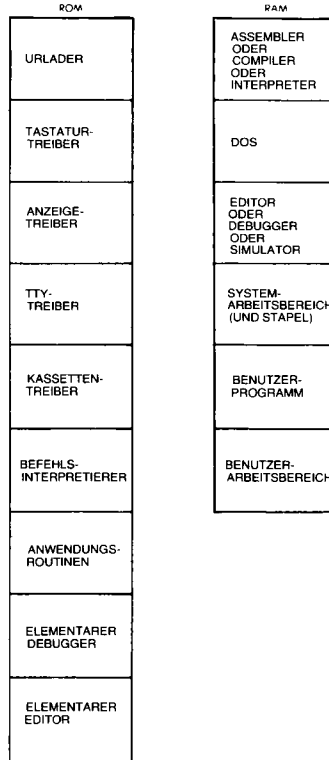 ROM
URLADER
TASTATUR-
TREIBER
ANZEIGE-
TREIBER
TTY-
TREIBER
KASSETTEN-
TREIBER
BEFEHLS-
INTERPRETIERER
ANWENDUNGS-
ROUTINEN
ELEMENTARER
DEBUGGER
ELEMENTARER
EDITOR
RAM
ASSEMBLER
ODER
COMPILER
ODER
INTERPRETER
DOS
EDITOR
ODER
DEBUGGER
ODER
SIMULATOR
SYSTEM-
ARBEITSBEREICH
(UND STAPEL)
BENUTZER-
PROGRAMM
BENUTZER-
ARBEITSBEREICH